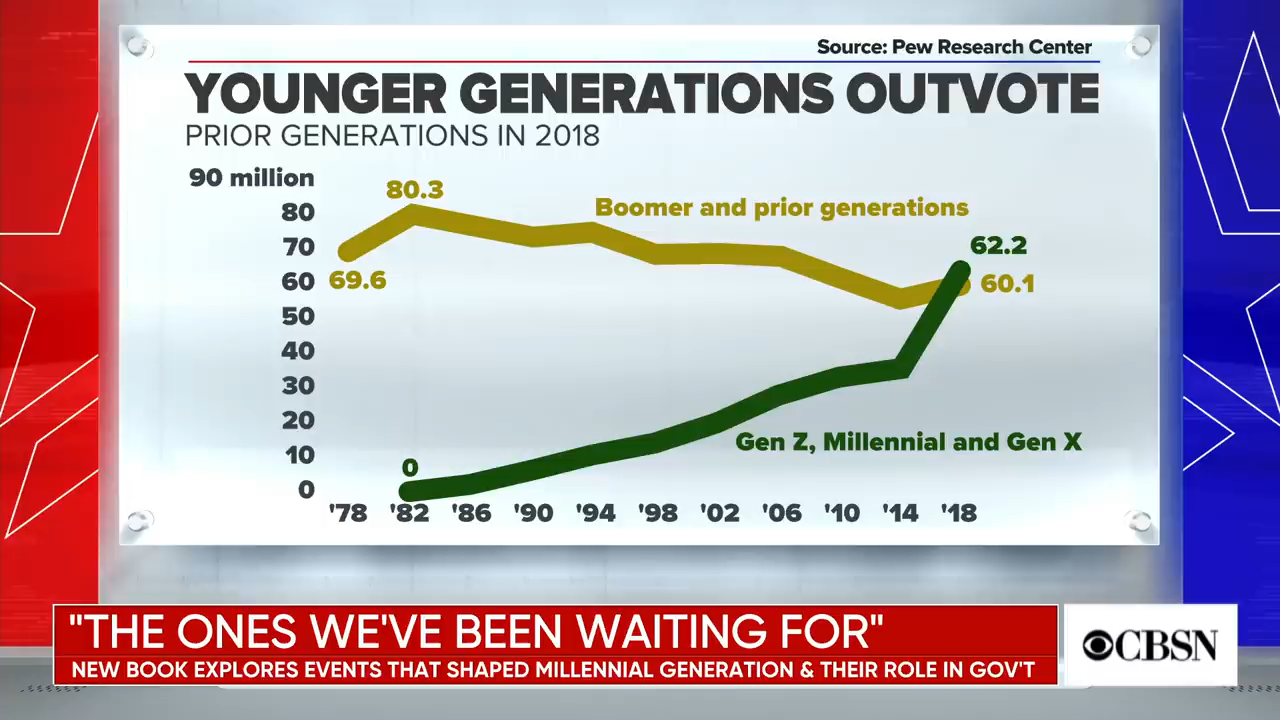 Source: Pew Research Center
YOUNGER GENERATIONS OUTVOTE
PRIOR GENERATIONS IN 2018
90 million
80
70
60
50
40
30
20
10
0
80.3
69.6
Boomer and prior generations
62.2
60.1
0
Gen Z, Millennial and Gen X
'78 '82 '86 '90 '94 '98 '02 '06 '10 '14 '18
"THE ONES WE'VE BEEN WAITING FOR"
NEW BOOK EXPLORES EVENTS THAT SHAPED MILLENNIAL GENERATION & THEIR ROLE IN GOV'T
CBSN